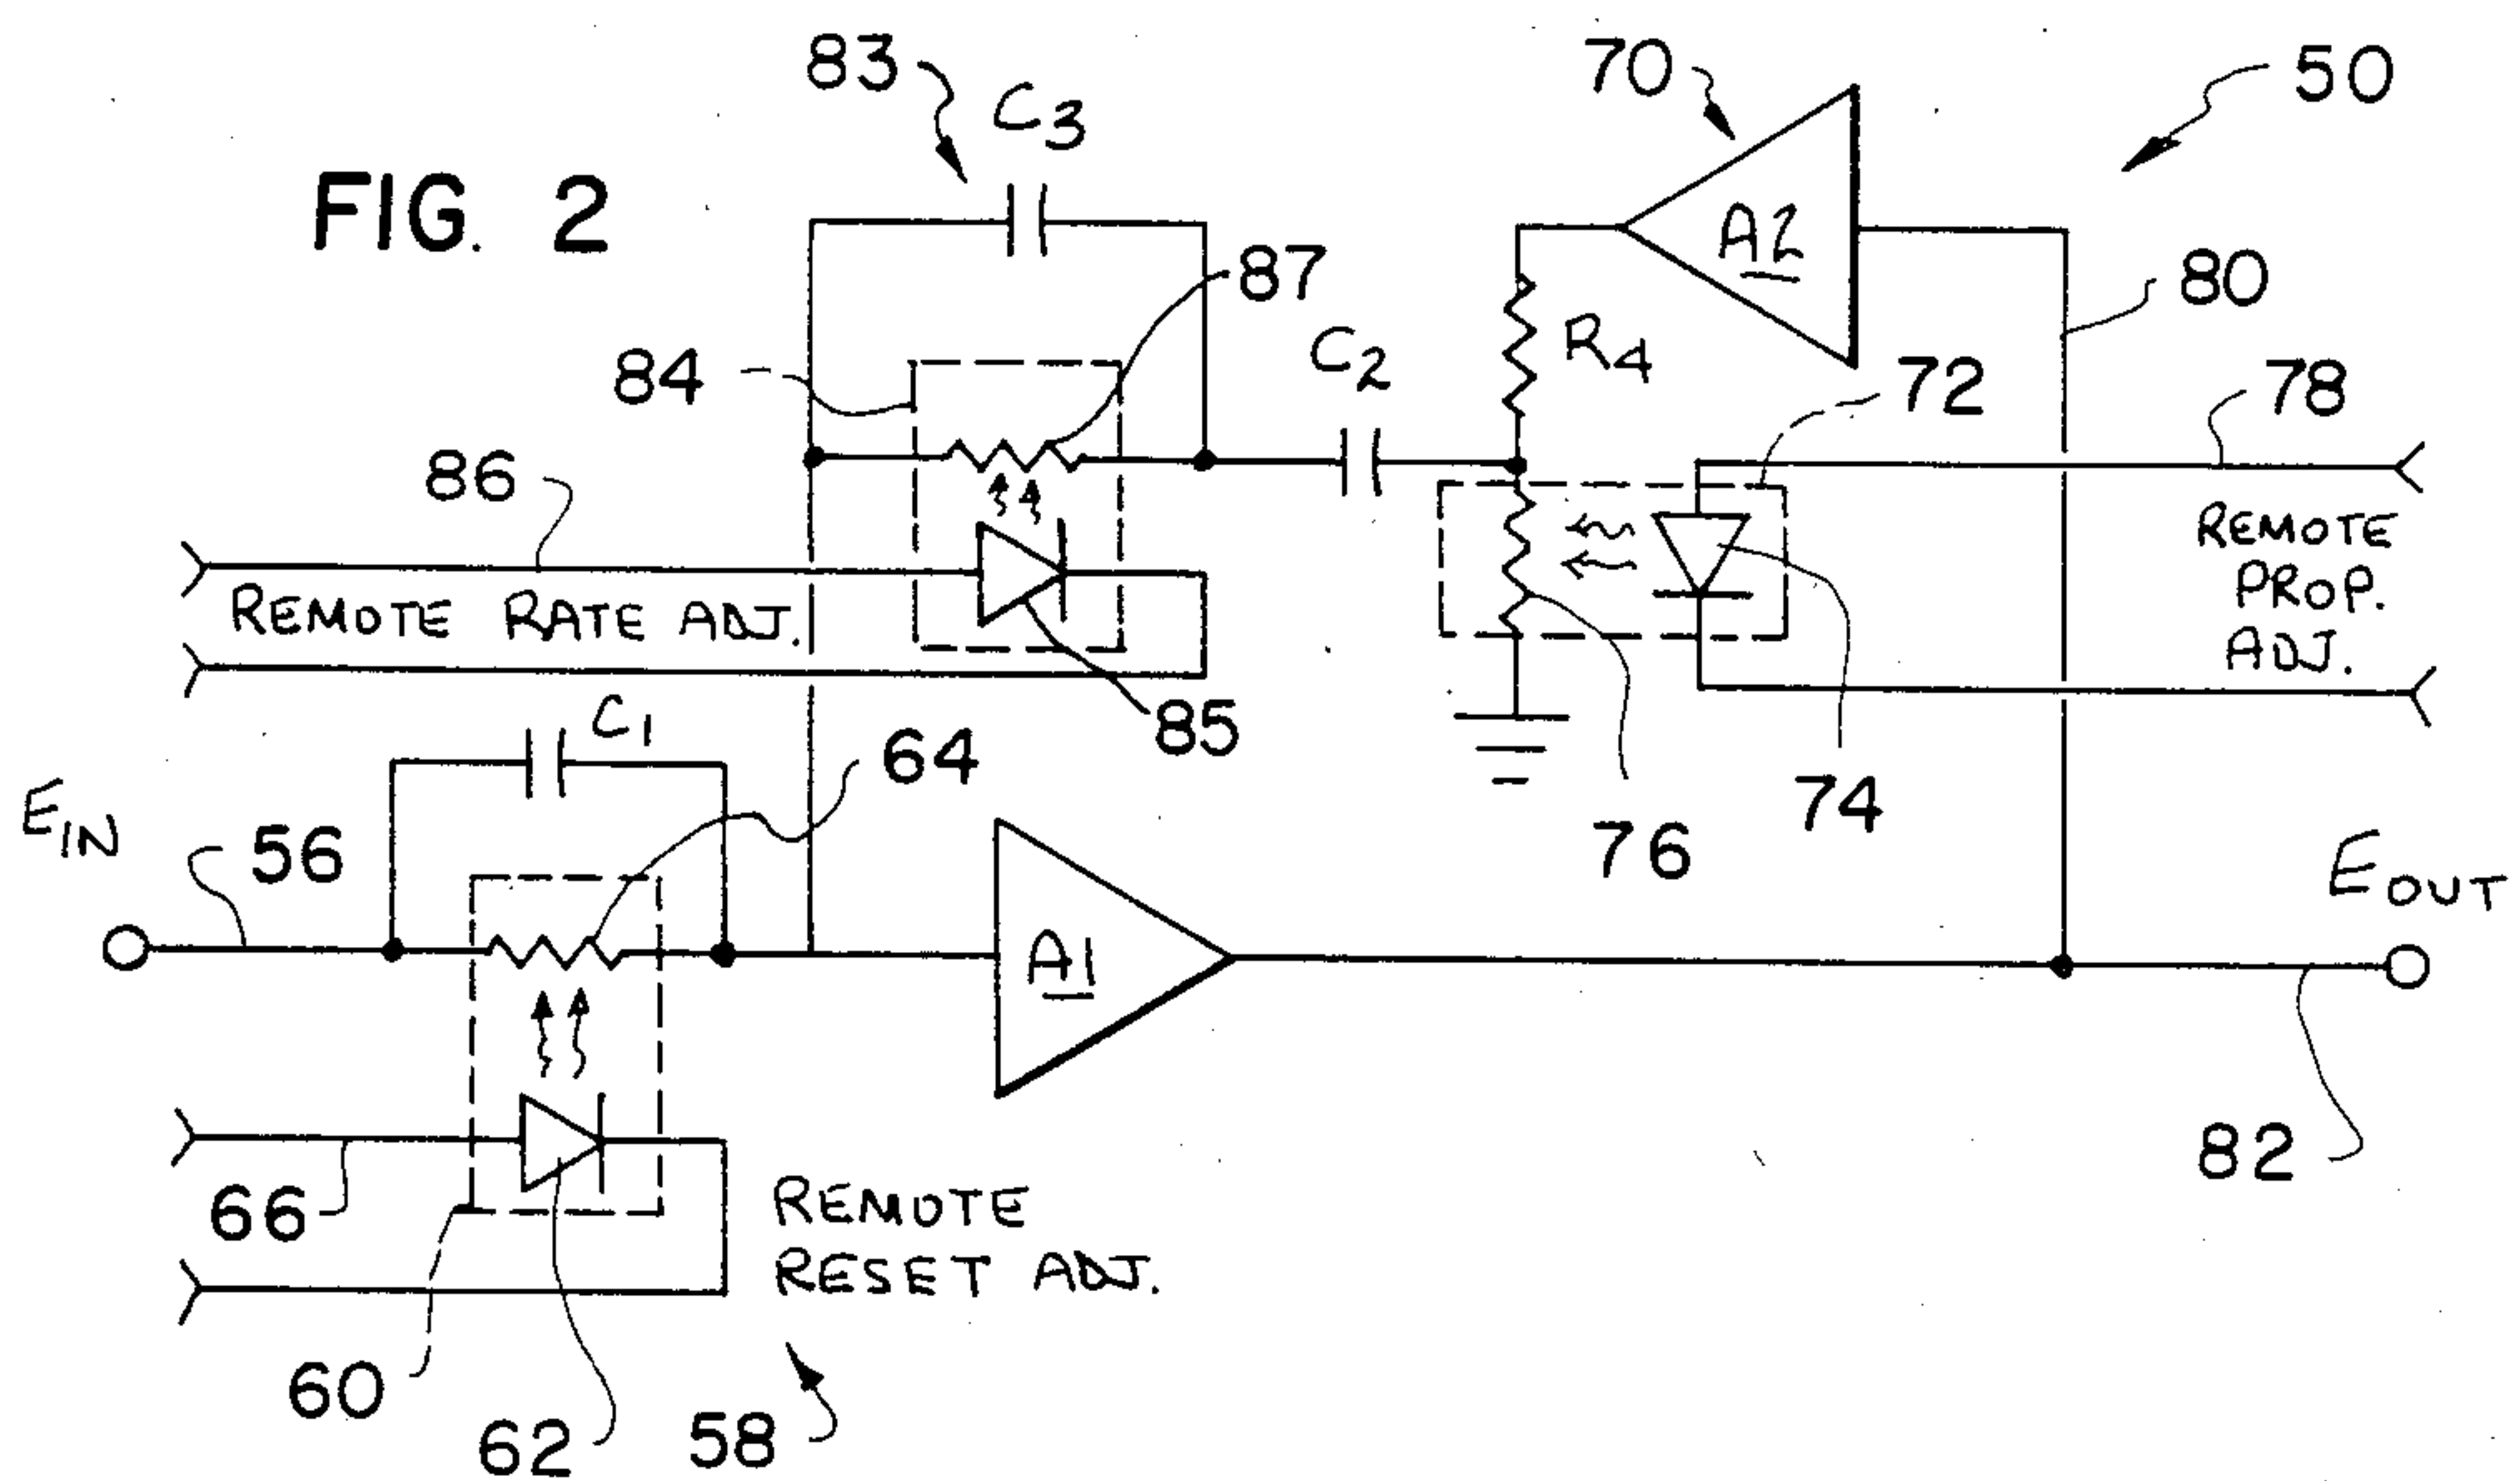 FIG. 2
83
C3
70
50
A2
87
80
84
C2
R4
72
78
86
REMOTE RATE ADJ.
REMOTE
PROP.
ADJ.
C1
64
85
74
76
EIN
56
A1
EOUT
66
REMOTE
RESET ADJ.
82
60
62
58